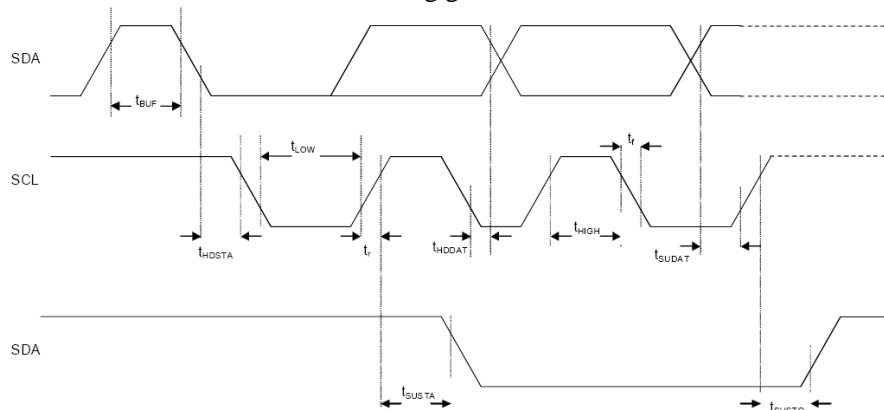 SDA
tBUF
tLOW
tf
SCL
tHDSTA
tr
tHDDAT
tHIGH
tSUDAT
SDA
tSUSTA